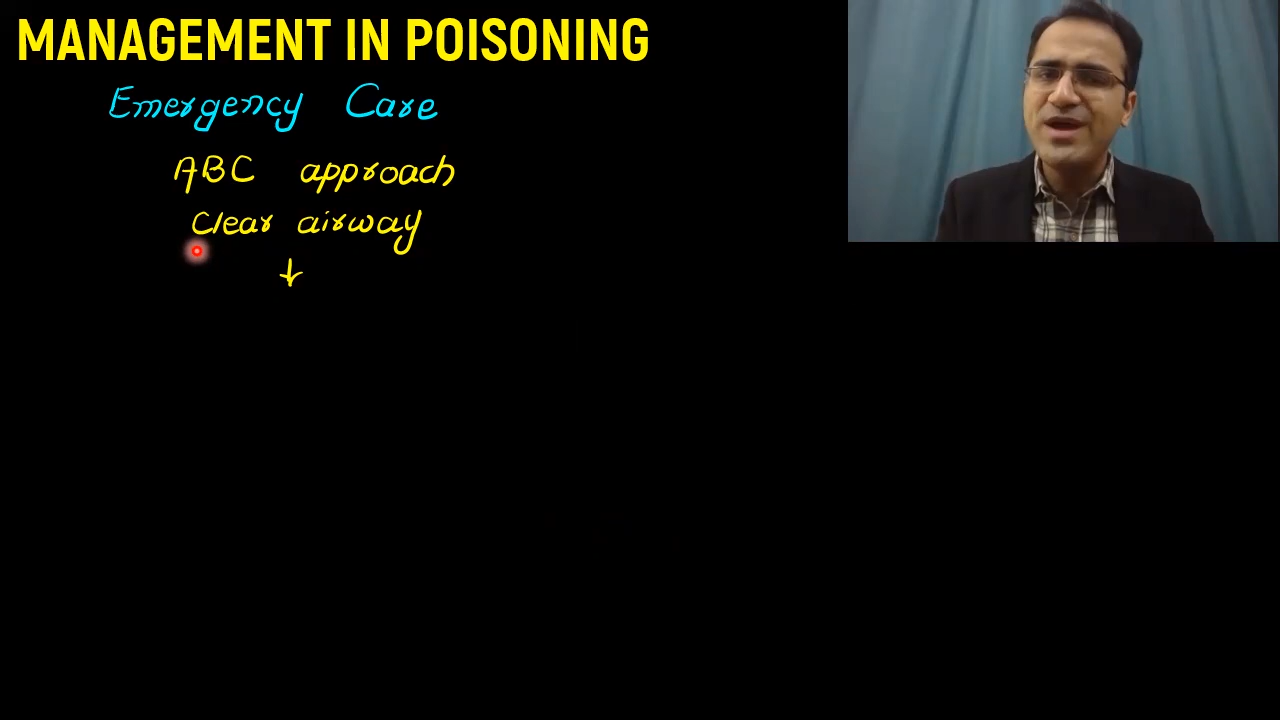 MANAGEMENT IN POISONING
Emergency Care
ABC approach
Clear airway